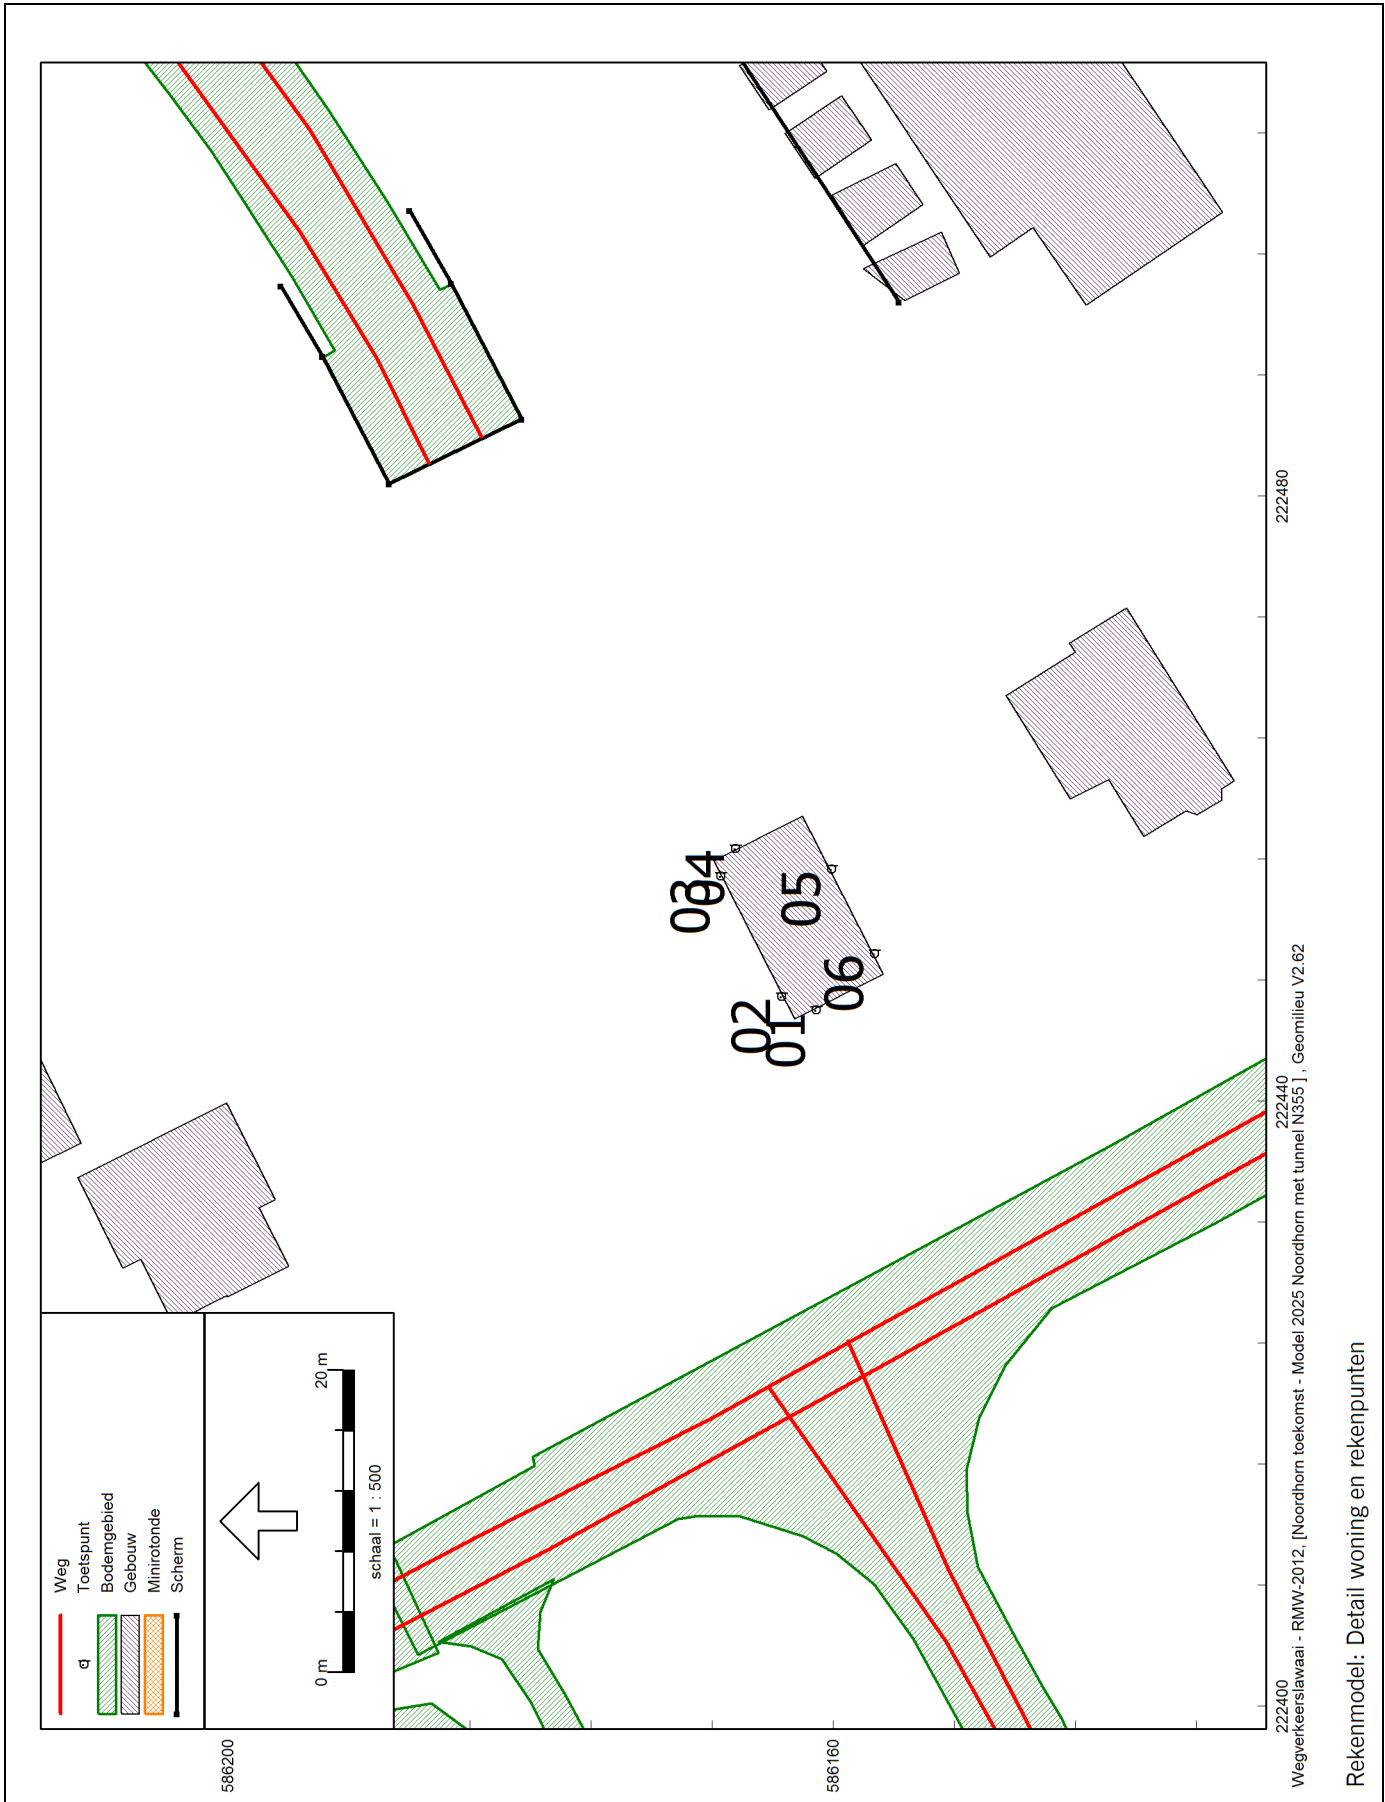 Weg
Toetspunt
Bodemgebied
Gebouw
Minirotonde
Scherm
0 m
20 m
schaal = 1 : 500
03
04
05
02
01
06
586200
586160
222400
222440
222480
Wegverkeerslawaai - RMW-2012, [Noordhorn toekomst - Model 2025 Noordhorn met tunnel N355 ] , Geomilieu V2.62
Rekenmodel: Detail woning en rekenpunten